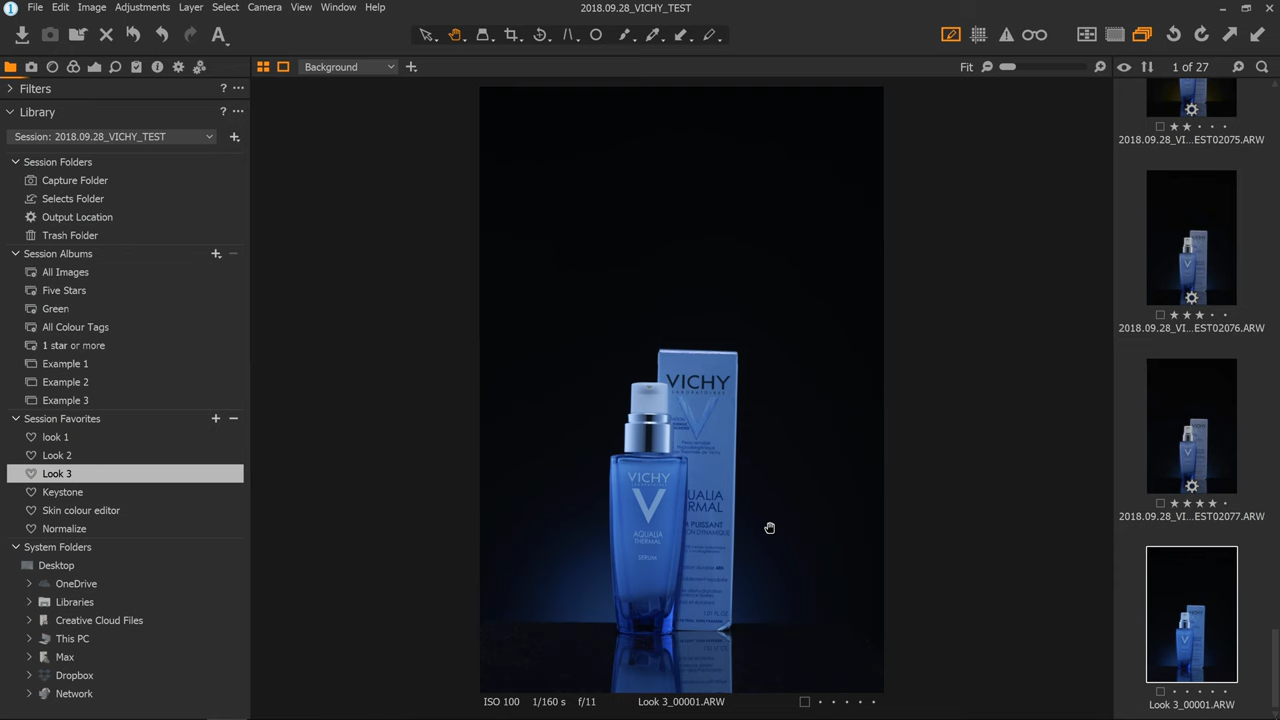 File Edit Image Adjustments Layer Select Camera View Window Help
2018.09.28_VICHY_TEST
Background
Fit
1 of 27
Filters ? ...
Library ? ...
Session: 2018.09.28_VICHY_TEST
Session Folders
Capture Folder
Selects Folder
Output Location
Trash Folder
Session Albums
All Images
Five Stars
Green
All Colour Tags
1 star or more
Example 1
Example 2
Example 3
Session Favorites
look 1
Look 2
Look 3
Keystone
Skin colour editor
Normalize
System Folders
Desktop
OneDrive
Libraries
Creative Cloud Files
This PC
Max
Dropbox
Network
VICHY
LABORATOIRES
UALIA
RMAL
PUISSANT
VICHY
V
AQUALIA
THERMAL
SERUM
ISO 100 1/160 s f/11
Look 3_00001.ARW
2018.09.28_VI...EST02075.ARW
2018.09.28_VI...EST02076.ARW
2018.09.28_VI...EST02077.ARW
Look 3_00001.ARW